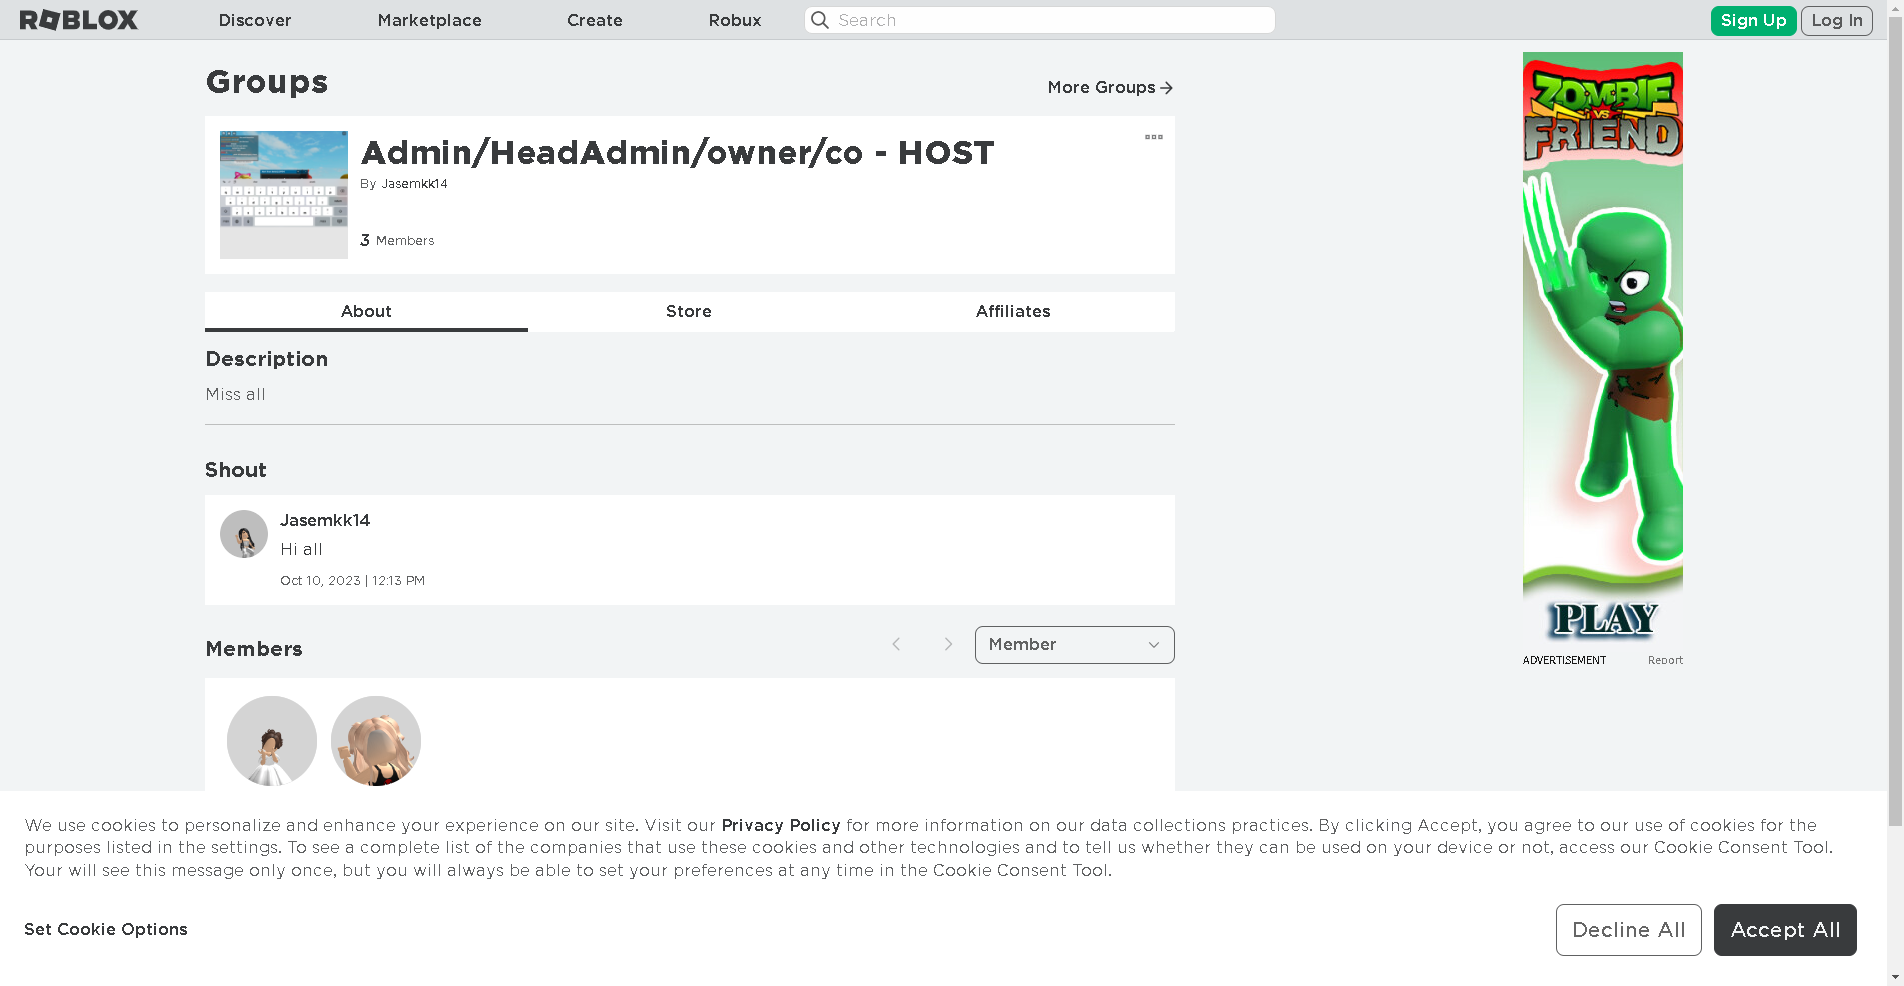 ROBLOX
Discover
Marketplace
Create
Robux
Search
Sign Up
Log In
Groups
More Groups
Admin/HeadAdmin/owner/co - HOST
By Jasemkk14
3 Members
About
Store
Affiliates
Description
Miss all
Shout
Jasemkk14
Hi all
Oct 10, 2023 | 12:13 PM
Members
Member
ZOMBIE
VS
FRIEND
PLAY
ADVERTISEMENT
Report
We use cookies to personalize and enhance your experience on our site. Visit our Privacy Policy for more information on our data collections practices. By clicking Accept, you agree to our use of cookies for the
purposes listed in the settings. To see a complete list of the companies that use these cookies and other technologies and to tell us whether they can be used on your device or not, access our Cookie Consent Tool.
Your will see this message only once, but you will always be able to set your preferences at any time in the Cookie Consent Tool.
Set Cookie Options
Decline All
Accept All